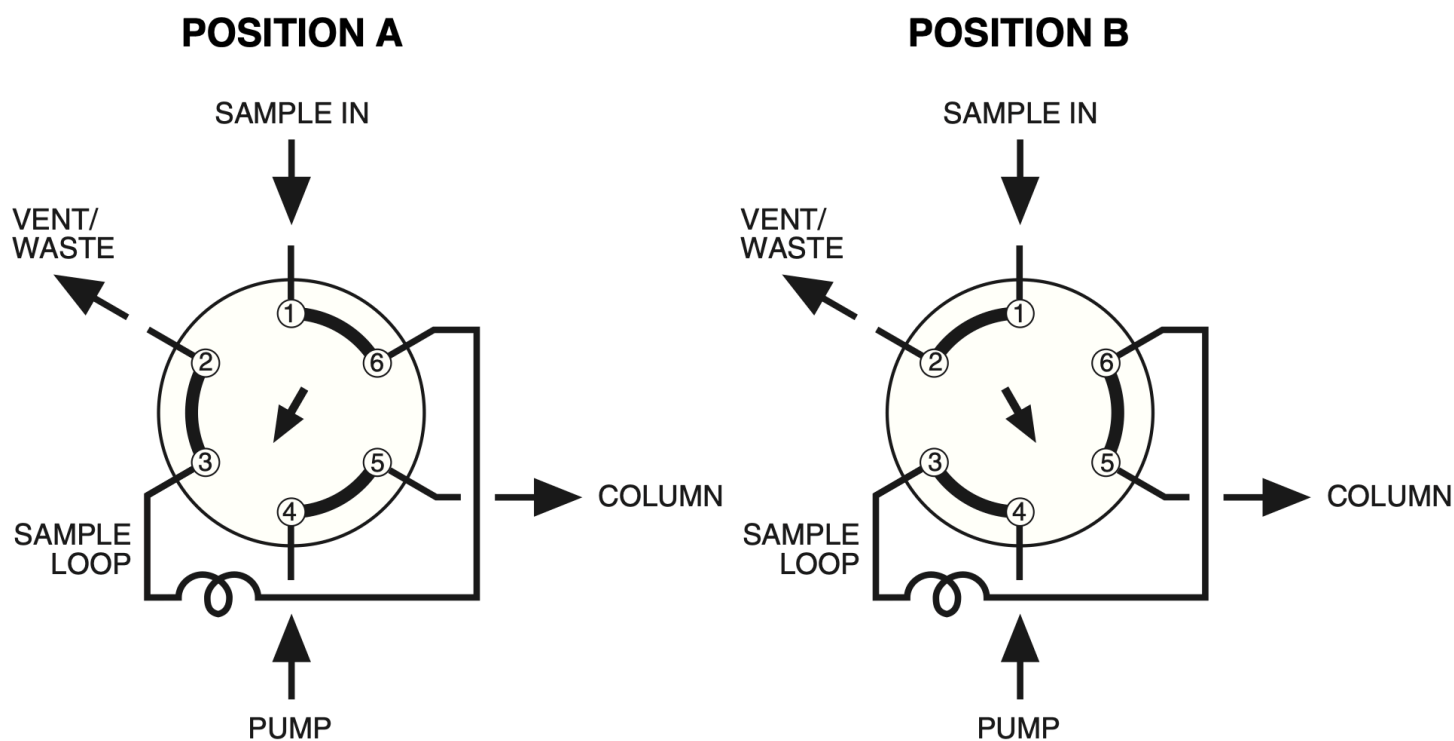 POSITION A
SAMPLE IN
VENT/
WASTE
1
2
6
3
5
4
COLUMN
SAMPLE
LOOP
PUMP
POSITION B
SAMPLE IN
VENT/
WASTE
1
2
6
3
5
4
COLUMN
SAMPLE
LOOP
PUMP